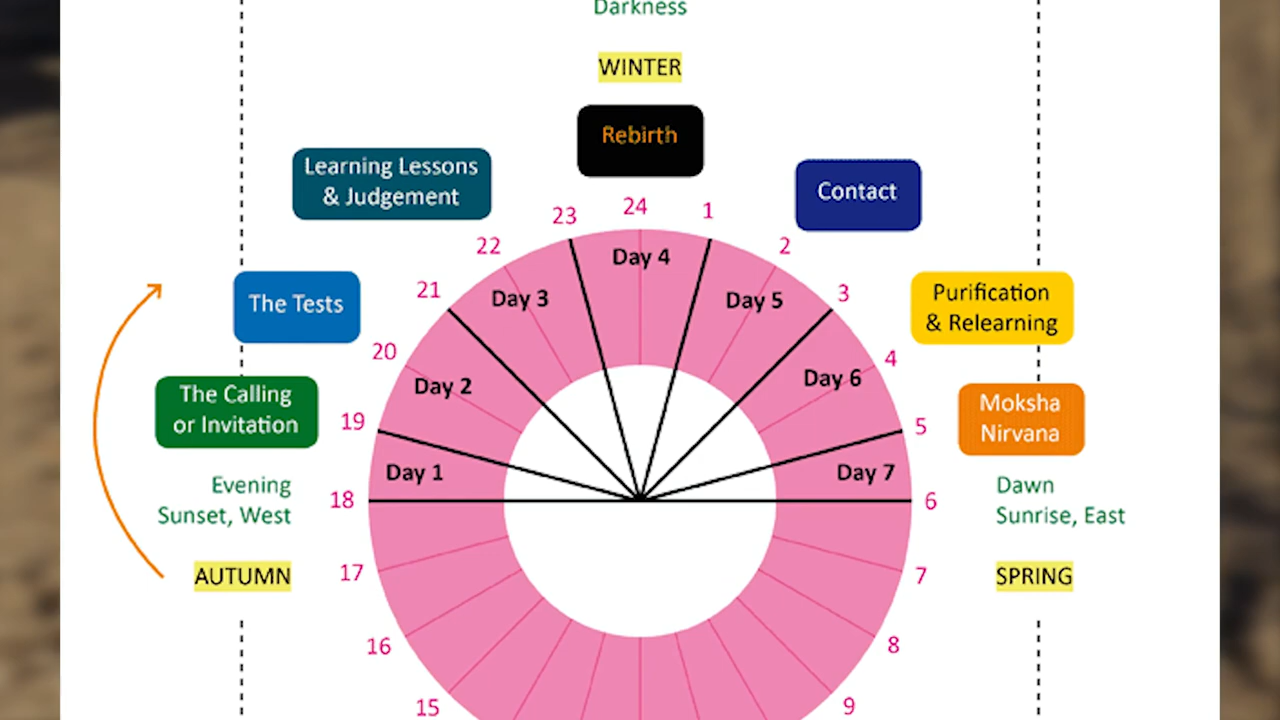 Darkness
WINTER
Rebirth
Learning Lessons
& Judgement
Contact
24
23
1
22
2
Day 4
The Tests
21
Day 3
Day 5
3
Purification
& Relearning
20
4
The Calling
or Invitation
Day 2
Day 6
Moksha
Nirvana
19
5
Evening
Sunset, West
18
Day 1
Day 7
6
Dawn
Sunrise, East
AUTUMN
17
7
SPRING
16
8
15
9